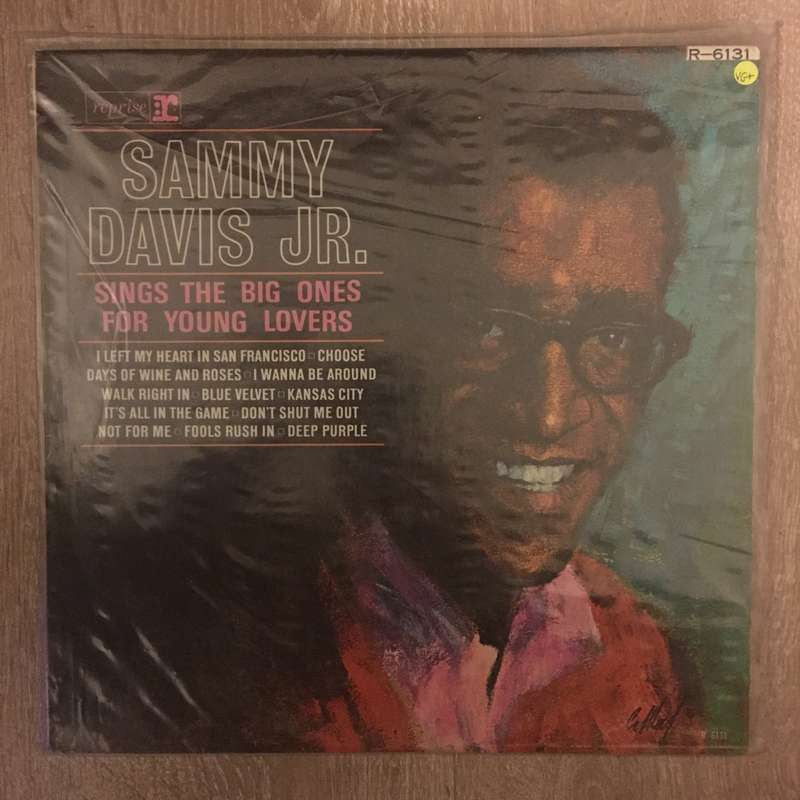 R-6131
VG+
reprise r:
SAMMY
DAVIS JR.
SINGS THE BIG ONES
FOR YOUNG LOVERS
I LEFT MY HEART IN SAN FRANCISCO ▫ CHOOSE
DAYS OF WINE AND ROSES ▫ I WANNA BE AROUND
WALK RIGHT IN ▫ BLUE VELVET ▫ KANSAS CITY
IT'S ALL IN THE GAME ▫ DON'T SHUT ME OUT
NOT FOR ME ▫ FOOLS RUSH IN ▫ DEEP PURPLE
R 6131